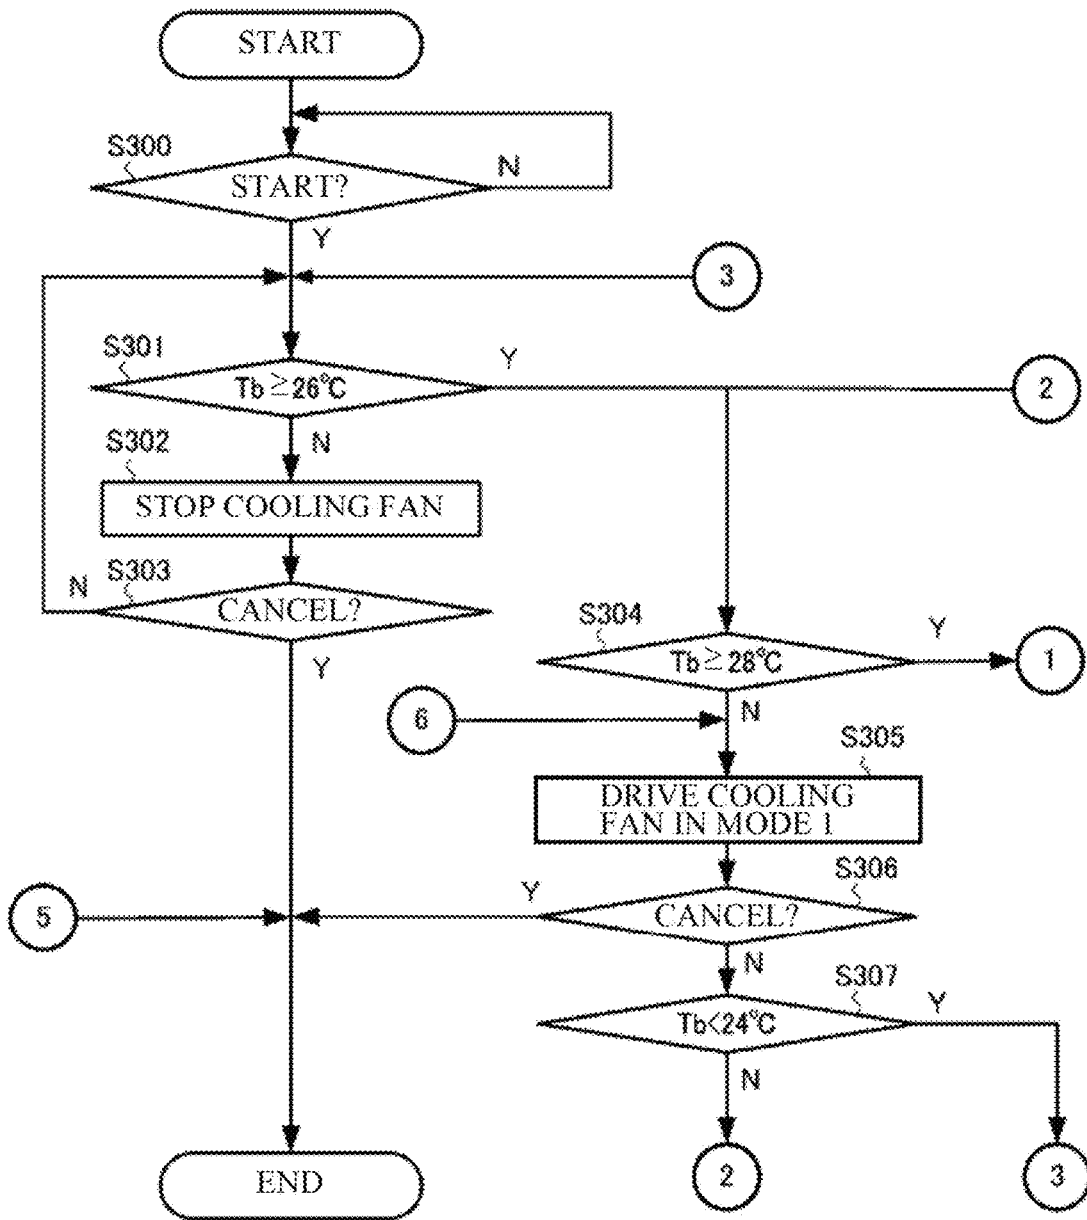 START
S300
START?
N
Y
3
S301
Tb≧26°C
Y
2
N
S302
STOP COOLING FAN
S303
N
CANCEL?
Y
S304
Tb≧28°C
Y
1
N
6
S305
DRIVE COOLING
FAN IN MODE 1
S306
Y
CANCEL?
5
N
S307
Tb<24°C
Y
N
END
2
3